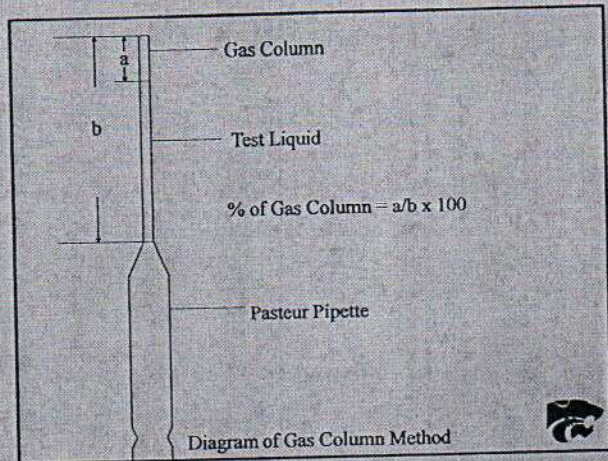 a
Gas Column
b
Test Liquid
% of Gas Column = a/b x 100
Pasteur Pipette
Diagram of Gas Column Method